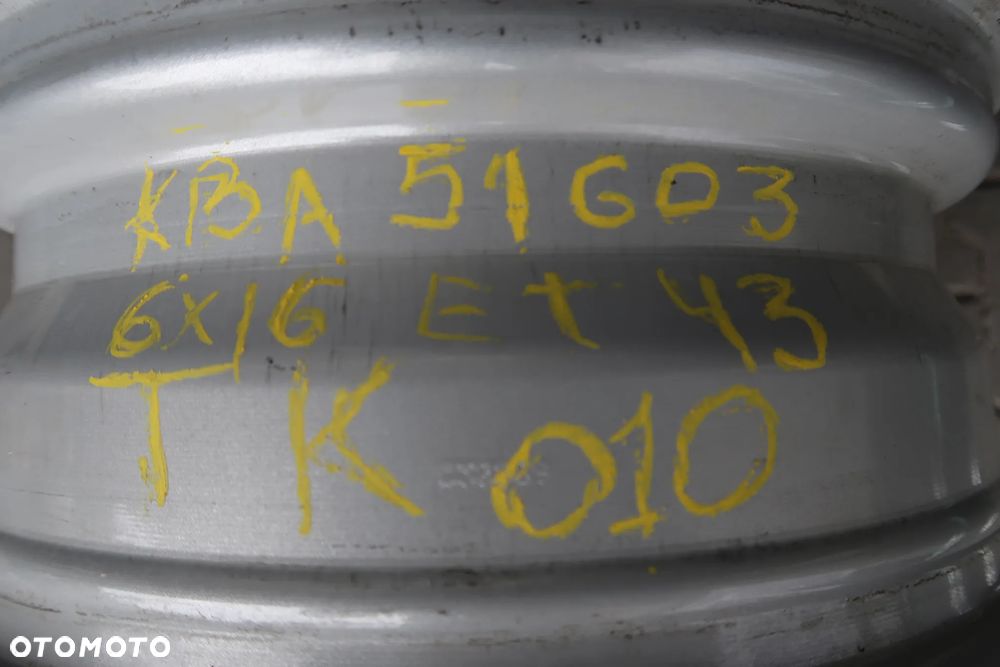 KBA 51603
6x16 Et 43
TK 010
OTOMOTO